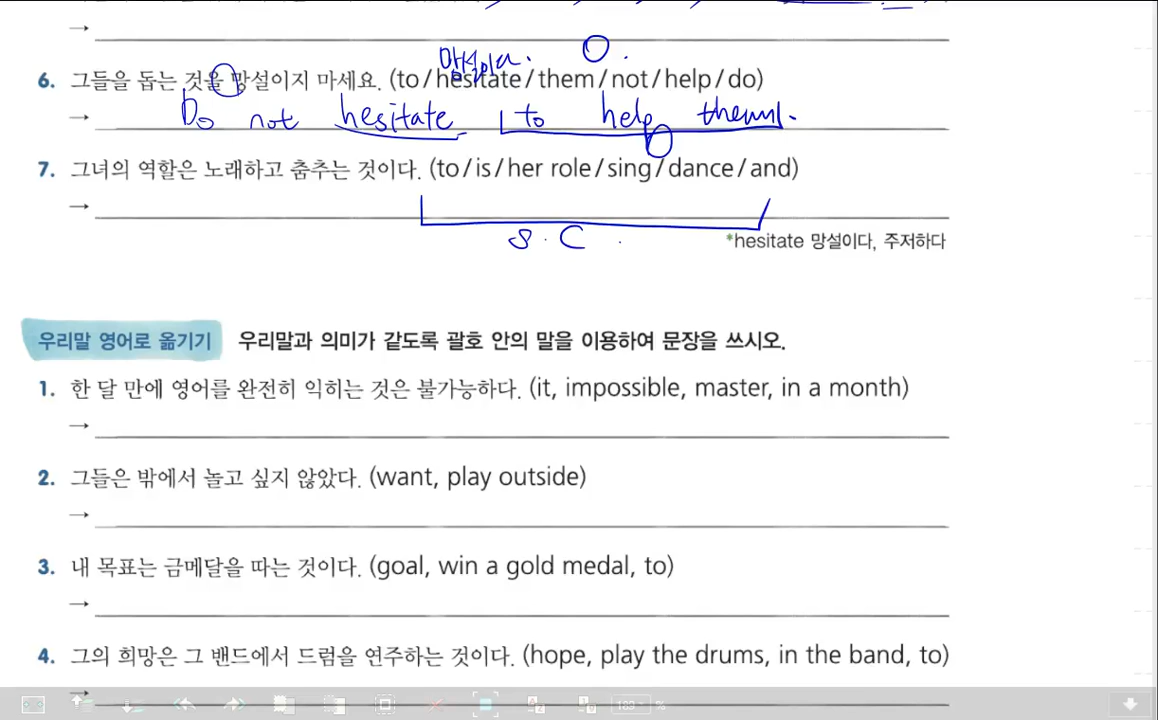 →
망설이다. O.
6. 그들을 돕는 것을 망설이지 마세요. (to / hesitate / them / not / help / do)
→ Do not hesitate to help them.
7. 그녀의 역할은 노래하고 춤추는 것이다. (to / is / her role / sing / dance / and)
→
S.C
*hesitate 망설이다, 주저하다
우리말 영어로 옮기기 우리말과 의미가 같도록 괄호 안의 말을 이용하여 문장을 쓰시오.
1. 한 달 만에 영어를 완전히 익히는 것은 불가능하다. (it, impossible, master, in a month)
→
2. 그들은 밖에서 놀고 싶지 않았다. (want, play outside)
→
3. 내 목표는 금메달을 따는 것이다. (goal, win a gold medal, to)
→
4. 그의 희망은 그 밴드에서 드럼을 연주하는 것이다. (hope, play the drums, in the band, to)
→
183 %